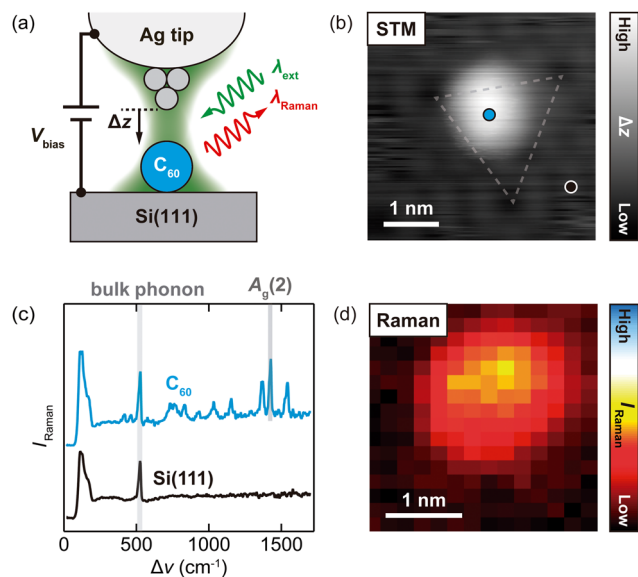 (a)
Ag tip
λext
λRaman
Δz
Vbias
C60
Si(111)
(b)
STM
1 nm
High
Δz
Low
(c)
bulk phonon
Ag(2)
C60
Si(111)
IRaman
0
500
1000
1500
Δν (cm-1)
(d)
Raman
1 nm
High
IRaman
Low